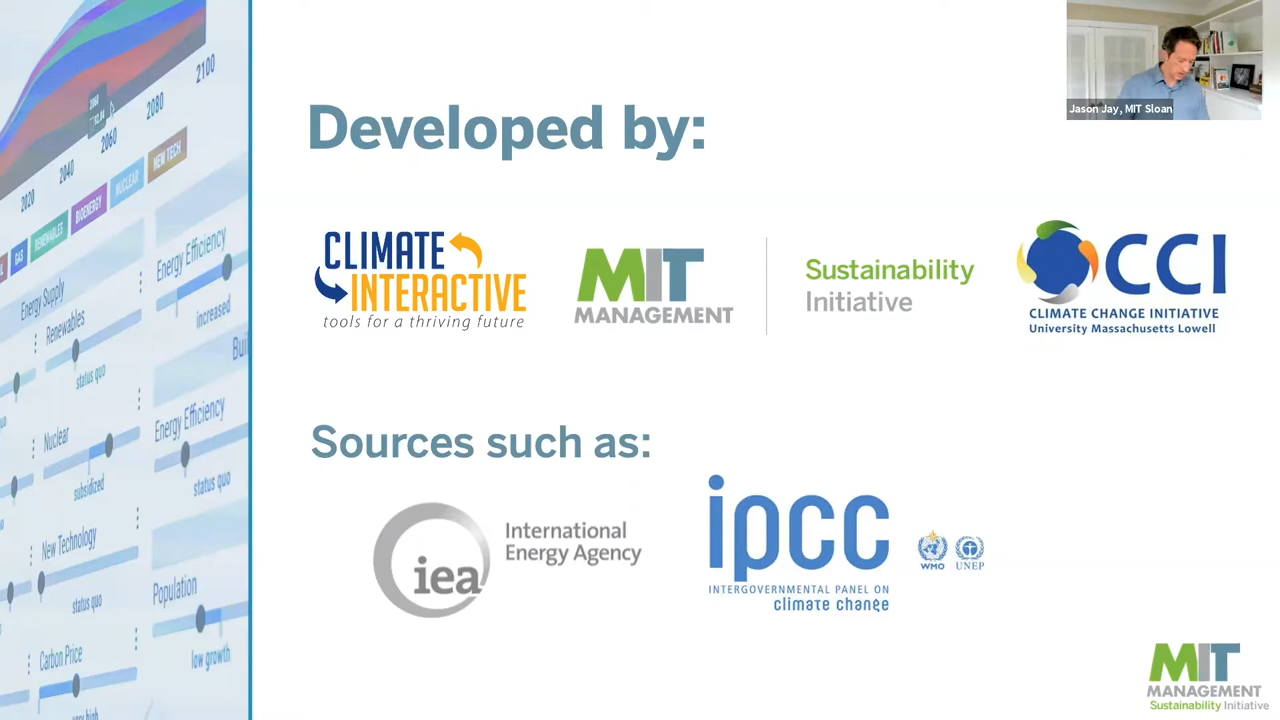 2100
2080
2060
2040
2020
NEW TECH
NUCLEAR
BIOENERGY
RENEWABLES
GAS
Energy Supply
Renewables
status quo
Nuclear
subsidized
New Technology
status quo
Carbon Price
very high
Energy Efficiency
increased
Energy Efficiency
status quo
Population
low growth
Jason Jay, MIT Sloan
Developed by:
CLIMATE
INTERACTIVE
tools for a thriving future
MIT
MANAGEMENT
Sustainability
Initiative
CCI
CLIMATE CHANGE INITIATIVE
University Massachusetts Lowell
Sources such as:
iea
International
Energy Agency
ipcc
INTERGOVERNMENTAL PANEL ON
climate change
WMO
UNEP
MIT
MANAGEMENT
Sustainability Initiative